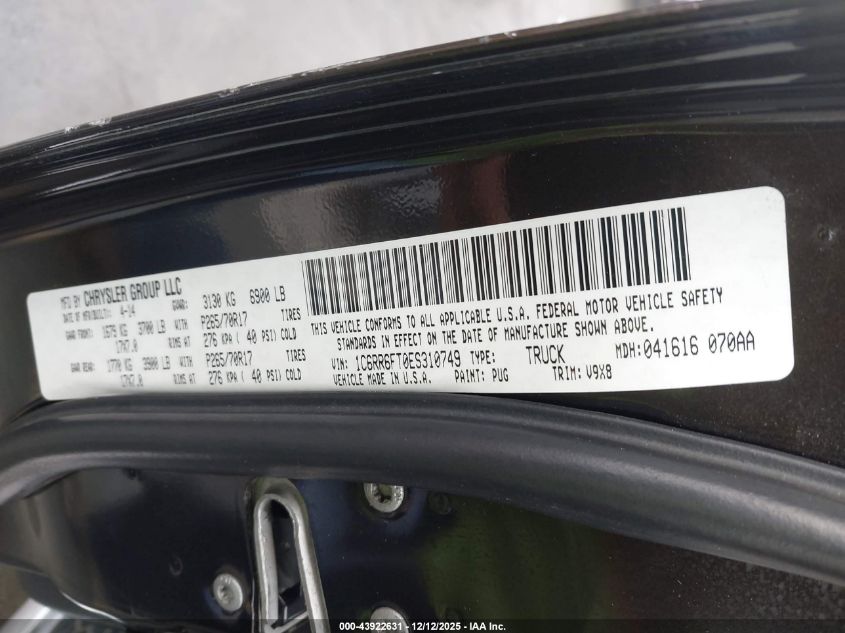 MFD BY CHRYSLER GROUP LLC
DATE OF MFR/BUILT: 4-14 GVWR: 3130 KG 6900 LB
GAWR FRONT: 1679 KG 3700 LB WITH P265/70R17 TIRES
17X7.0 RIMS AT 276 KPA ( 40 PSI) COLD
GAWR REAR: 1770 KG 3900 LB WITH P265/70R17 TIRES
17X7.0 RIMS AT 276 KPA ( 40 PSI) COLD
THIS VEHICLE CONFORMS TO ALL APPLICABLE U.S.A. FEDERAL MOTOR VEHICLE SAFETY
STANDARDS IN EFFECT ON THE DATE OF MANUFACTURE SHOWN ABOVE.
VIN: 1C6RR6FT0ES310749 TYPE: TRUCK MDH: 041616 070AA
VEHICLE MADE IN U.S.A. PAINT: PUG TRIM: V9X8
000-43922631 - 12/12/2025 - IAA Inc.